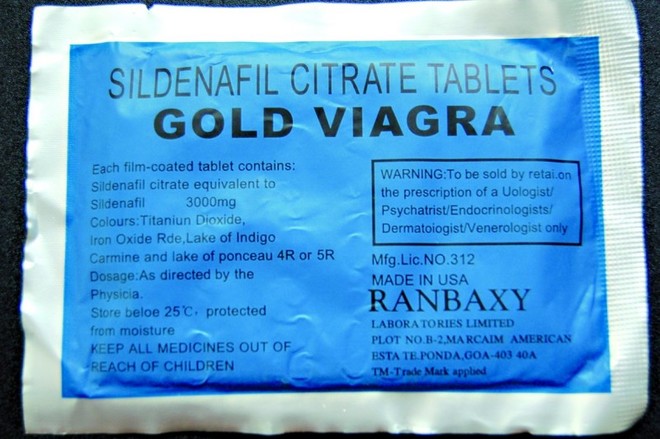 SILDENAFIL CITRATE TABLETS
GOLD VIAGRA
Each film-coated tablet contains:
Sildenafil citrate equivalent to
Sildenafil 3000mg
Colours:Titaniun Dioxide,
Iron Oxide Rde,Lake of Indigo
Carmine and lake of ponceau 4R or 5R
Dosage:As directed by the
Physicia.
Store beloe 25℃, protected
from moisture
KEEP ALL MEDICINES OUT OF
REACH OF CHILDREN
WARNING:To be sold by retai.on
the prescription of a Uologist/
Psychatrist/Endocrinologists/
Dermatoiogist/Venerologist only
Mfg.Lic.NO.312
MADE IN USA
RANBAXY
LABORATORIES LIMITED
PLOT NO.B-2,MARCAIM AMERICAN
ESTA TE.PONDA,GOA-403 40A
TM-Trade Mark applied